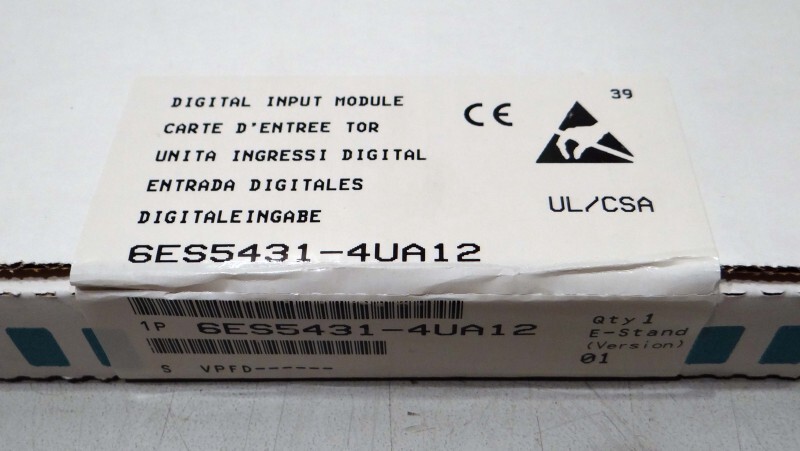 39
DIGITAL INPUT MODULE
CE
CARTE D'ENTREE TOR
UNITA INGRESSI DIGITAL
ENTRADA DIGITALES
UL/CSA
DIGITALEINGABE
6ES5431-4UA12
1P 6ES5431-4UA12
Qty 1
E-Stand
(Version)
01
S VPFD------